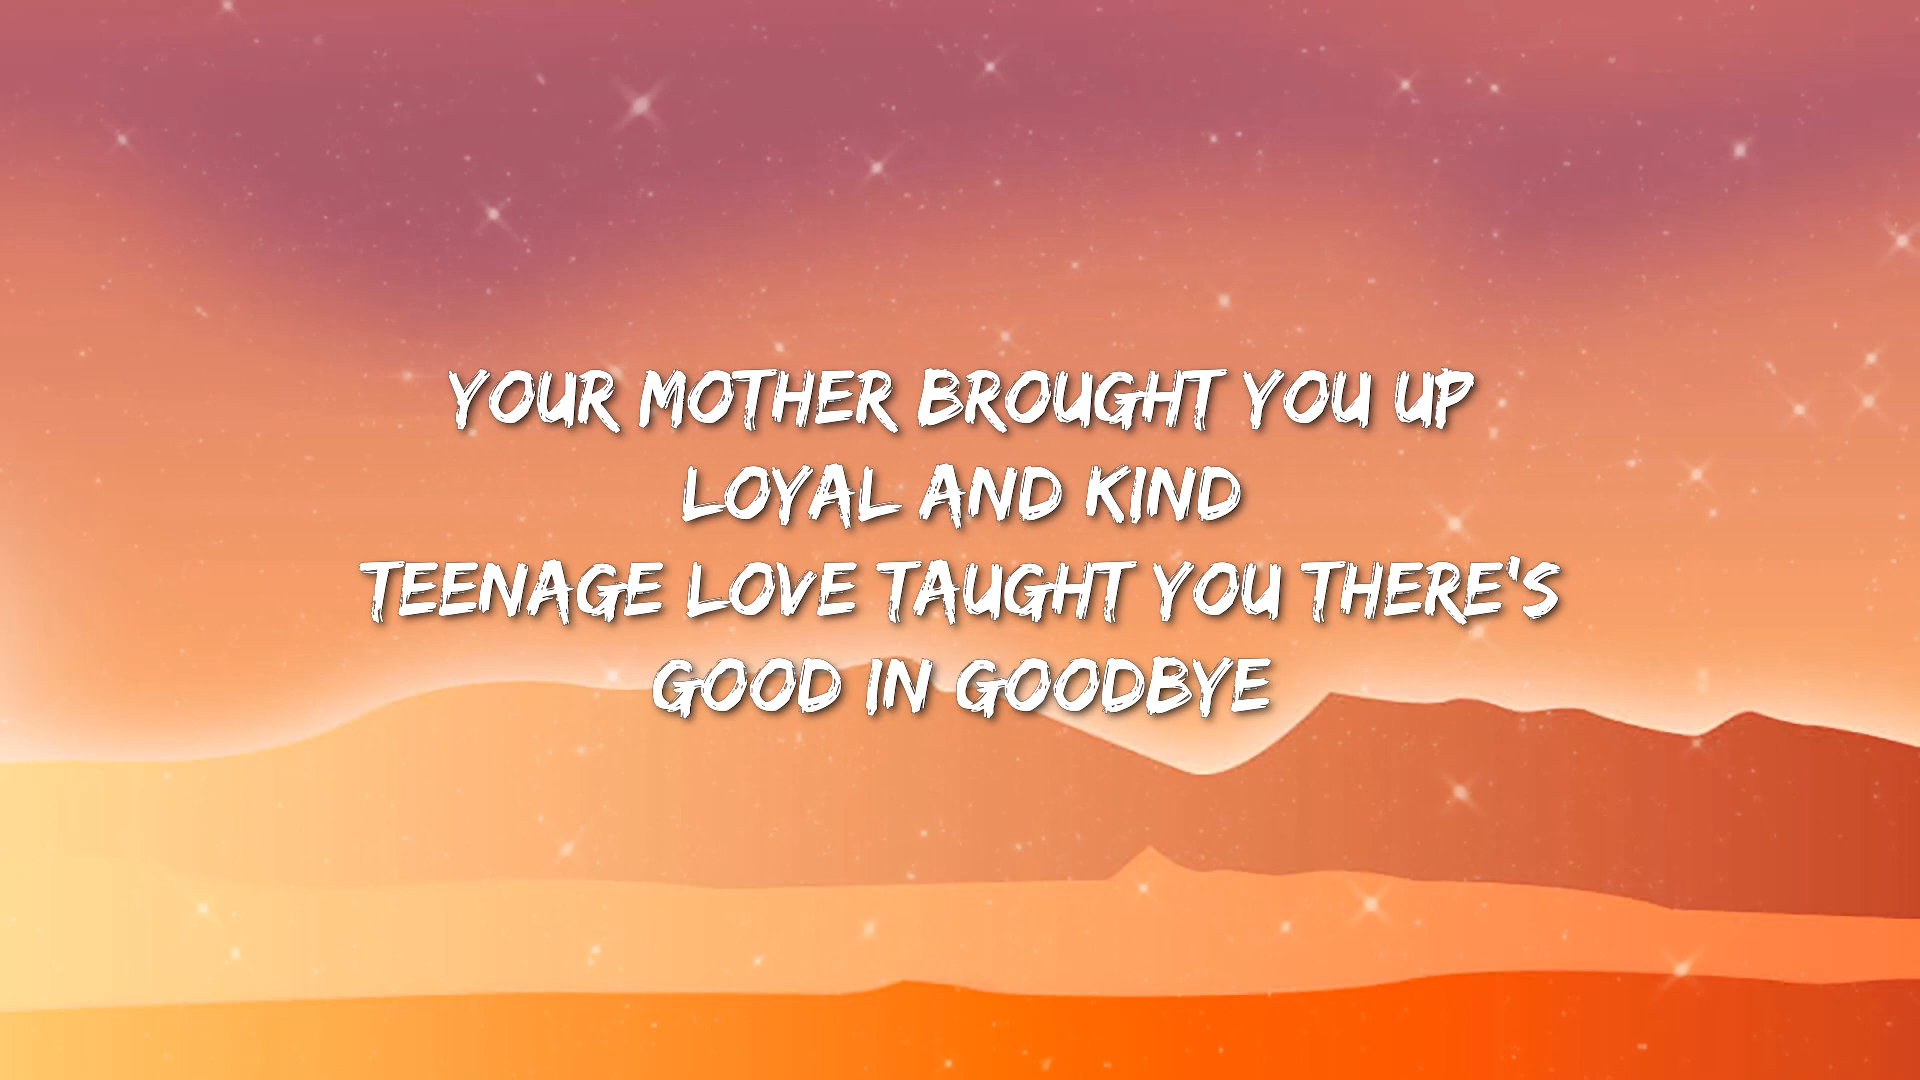 YOUR MOTHER BROUGHT YOU UP
LOYAL AND KIND
TEENAGE LOVE TAUGHT YOU THERE'S
GOOD IN GOODBYE